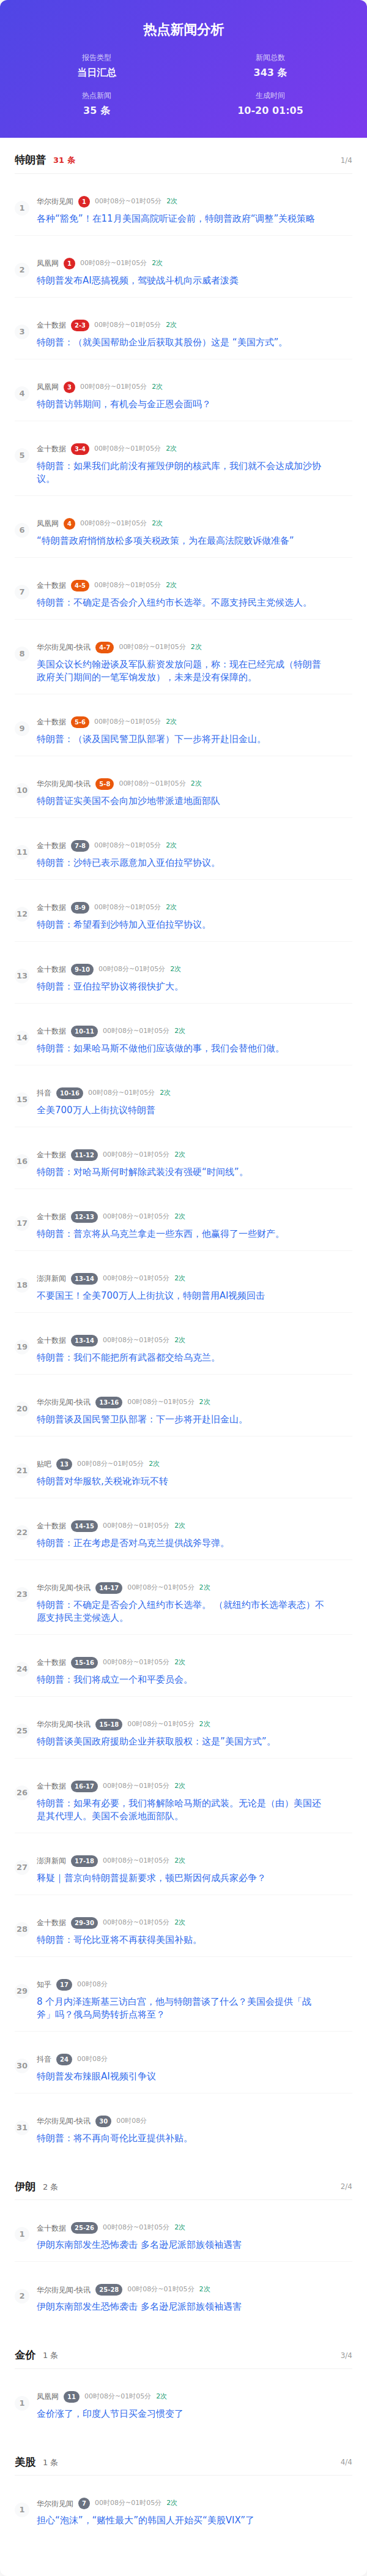 热点新闻分析
报告类型
当日汇总
新闻总数
343 条
热点新闻
35 条
生成时间
10-20 01:05
特朗普 31 条 1/4
1
华尔街见闻 1 00时08分~01时05分 2次
各种“豁免”！在11月美国高院听证会前，特朗普政府“调整”关税策略
2
凤凰网 1 00时08分~01时05分 2次
特朗普发布AI恶搞视频，驾驶战斗机向示威者泼粪
3
金十数据 2-3 00时08分~01时05分 2次
特朗普：（就美国帮助企业后获取其股份）这是 “美国方式”。
4
凤凰网 3 00时08分~01时05分 2次
特朗普访韩期间，有机会与金正恩会面吗？
5
金十数据 3-4 00时08分~01时05分 2次
特朗普：如果我们此前没有摧毁伊朗的核武库，我们就不会达成加沙协
议。
6
凤凰网 4 00时08分~01时05分 2次
“特朗普政府悄悄放松多项关税政策，为在最高法院败诉做准备”
7
金十数据 4-5 00时08分~01时05分 2次
特朗普：不确定是否会介入纽约市长选举。不愿支持民主党候选人。
8
华尔街见闻-快讯 4-7 00时08分~01时05分 2次
美国众议长约翰逊谈及军队薪资发放问题，称：现在已经完成（特朗普
政府关门期间的一笔军饷发放），未来是没有保障的。
9
金十数据 5-6 00时08分~01时05分 2次
特朗普：（谈及国民警卫队部署）下一步将开赴旧金山。
10
华尔街见闻-快讯 5-8 00时08分~01时05分 2次
特朗普证实美国不会向加沙地带派遣地面部队
11
金十数据 7-8 00时08分~01时05分 2次
特朗普：沙特已表示愿意加入亚伯拉罕协议。
12
金十数据 8-9 00时08分~01时05分 2次
特朗普：希望看到沙特加入亚伯拉罕协议。
13
金十数据 9-10 00时08分~01时05分 2次
特朗普：亚伯拉罕协议将很快扩大。
14
金十数据 10-11 00时08分~01时05分 2次
特朗普：如果哈马斯不做他们应该做的事，我们会替他们做。
15
抖音 10-16 00时08分~01时05分 2次
全美700万人上街抗议特朗普
16
金十数据 11-12 00时08分~01时05分 2次
特朗普：对哈马斯何时解除武装没有强硬“时间线”。
17
金十数据 12-13 00时08分~01时05分 2次
特朗普：普京将从乌克兰拿走一些东西，他赢得了一些财产。
18
澎湃新闻 13-14 00时08分~01时05分 2次
不要国王！全美700万人上街抗议，特朗普用AI视频回击
19
金十数据 13-14 00时08分~01时05分 2次
特朗普：我们不能把所有武器都交给乌克兰。
20
华尔街见闻-快讯 13-16 00时08分~01时05分 2次
特朗普谈及国民警卫队部署：下一步将开赴旧金山。
21
贴吧 13 00时08分~01时05分 2次
特朗普对华服软,关税讹诈玩不转
22
金十数据 14-15 00时08分~01时05分 2次
特朗普：正在考虑是否对乌克兰提供战斧导弹。
23
华尔街见闻-快讯 14-17 00时08分~01时05分 2次
特朗普：不确定是否会介入纽约市长选举。 （就纽约市长选举表态）不
愿支持民主党候选人。
24
金十数据 15-16 00时08分~01时05分 2次
特朗普：我们将成立一个和平委员会。
25
华尔街见闻-快讯 15-18 00时08分~01时05分 2次
特朗普谈美国政府援助企业并获取股权：这是“美国方式”。
26
金十数据 16-17 00时08分~01时05分 2次
特朗普：如果有必要，我们将解除哈马斯的武装。无论是（由）美国还
是其代理人。美国不会派地面部队。
27
澎湃新闻 17-18 00时08分~01时05分 2次
释疑｜普京向特朗普提新要求，顿巴斯因何成兵家必争？
28
金十数据 29-30 00时08分~01时05分 2次
特朗普：哥伦比亚将不再获得美国补贴。
29
知乎 17 00时08分
8 个月内泽连斯基三访白宫，他与特朗普谈了什么？美国会提供「战
斧」吗？俄乌局势转折点将至？
30
抖音 24 00时08分
特朗普发布辣眼AI视频引争议
31
华尔街见闻-快讯 30 00时08分
特朗普：将不再向哥伦比亚提供补贴。
伊朗 2 条 2/4
1
金十数据 25-26 00时08分~01时05分 2次
伊朗东南部发生恐怖袭击 多名逊尼派部族领袖遇害
2
华尔街见闻-快讯 25-28 00时08分~01时05分 2次
伊朗东南部发生恐怖袭击 多名逊尼派部族领袖遇害
金价 1 条 3/4
1
凤凰网 11 00时08分~01时05分 2次
金价涨了，印度人节日买金习惯变了
美股 1 条 4/4
1
华尔街见闻 7 00时08分~01时05分 2次
担心“泡沫”，“赌性最大”的韩国人开始买“美股VIX”了